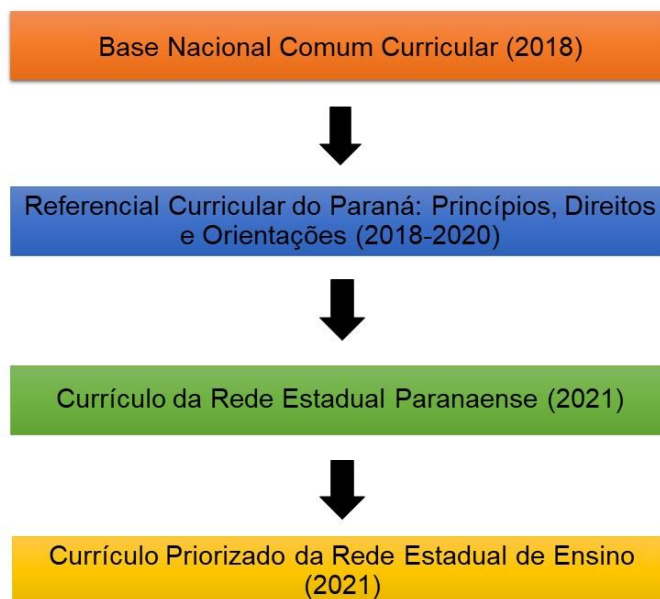 Base Nacional Comum Curricular (2018)
Referencial Curricular do Paraná: Princípios, Direitos
e Orientações (2018-2020)
Currículo da Rede Estadual Paranaense (2021)
Currículo Priorizado da Rede Estadual de Ensino
(2021)